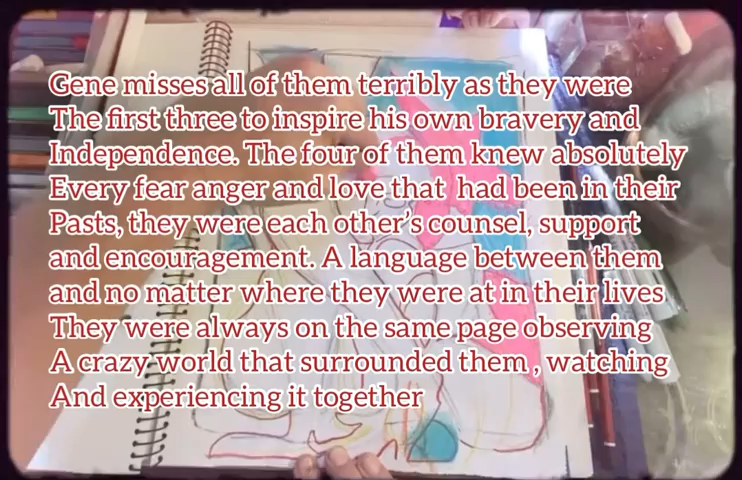 Gene misses all of them terribly as they were
The first three to inspire his own bravery and
Independence. The four of them knew absolutely
Every fear anger and love that had been in their
Pasts, they were each other's counsel, support
and encouragement. A language between them
and no matter where they were at in their lives
They were always on the same page observing
A crazy world that surrounded them , watching
And experiencing it together